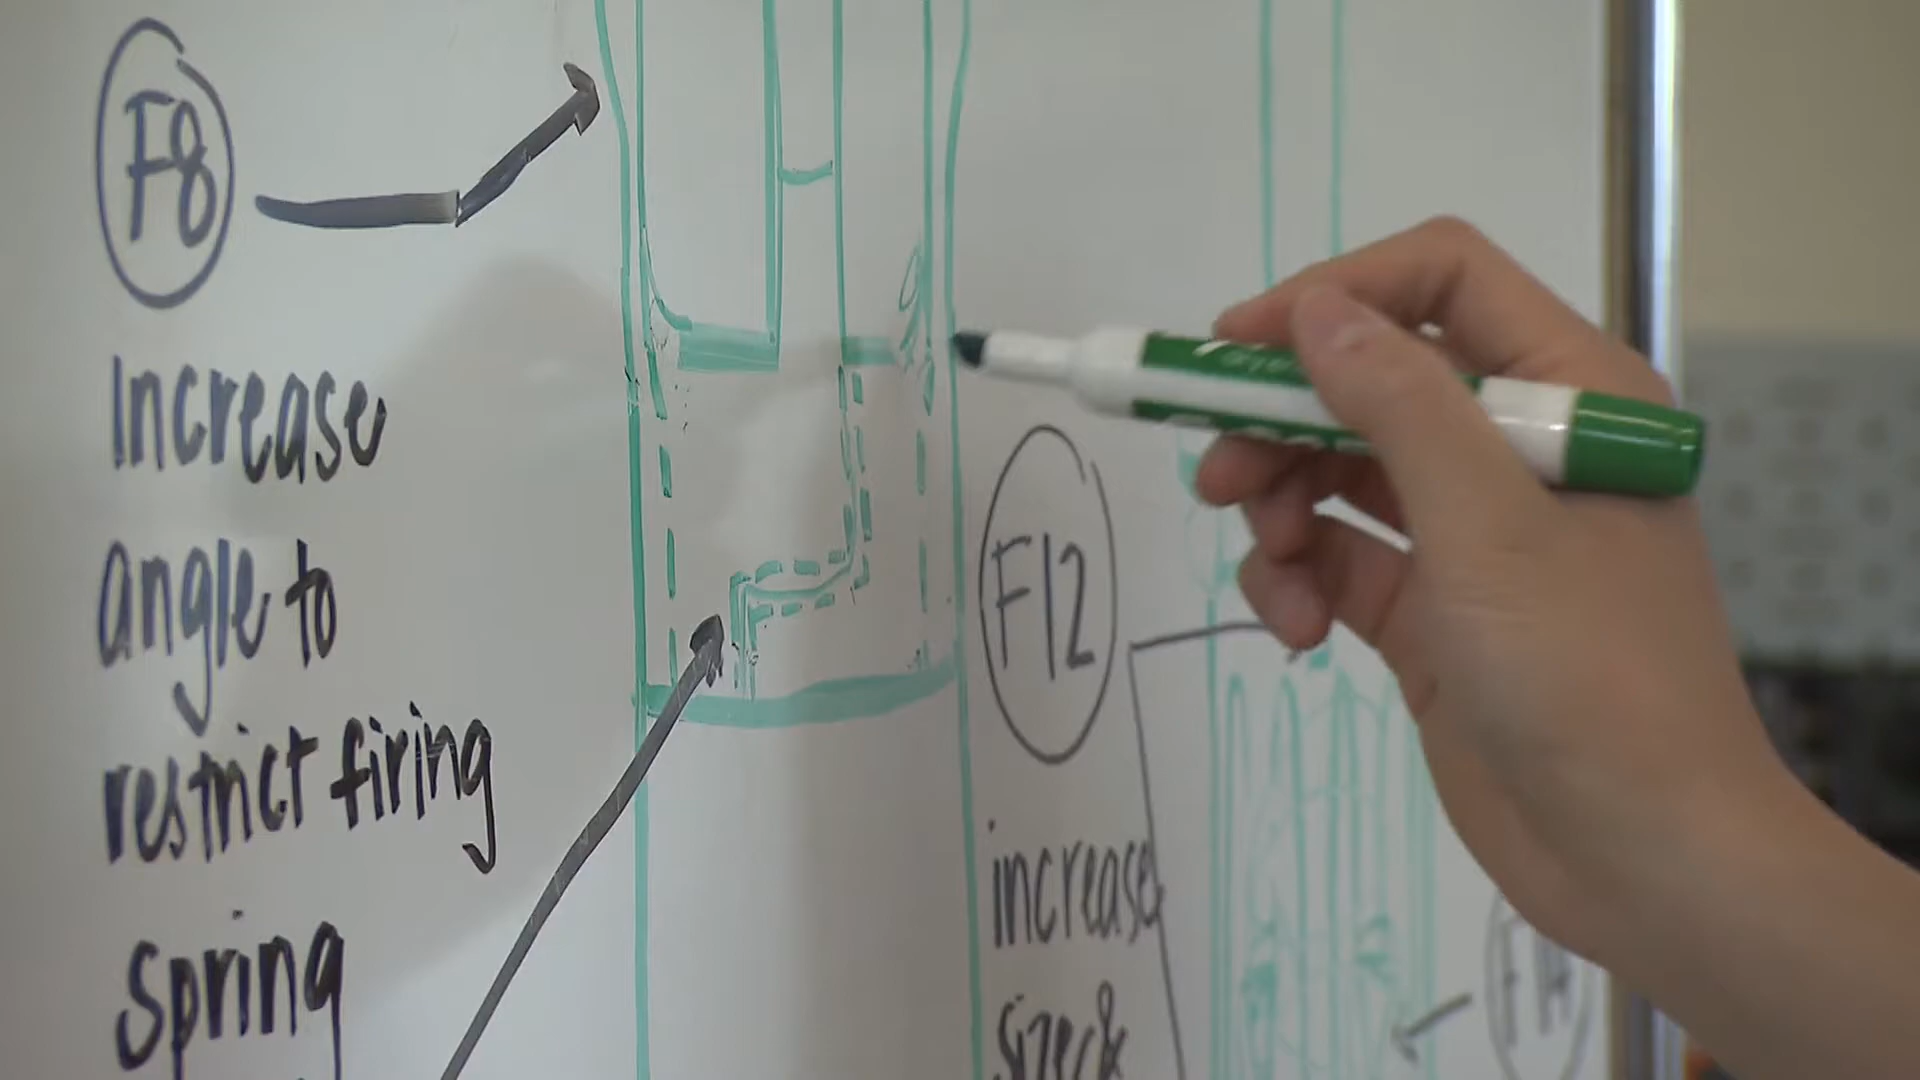 F8
Increase
angle to
restrict firing
spring
F12
increase
size &